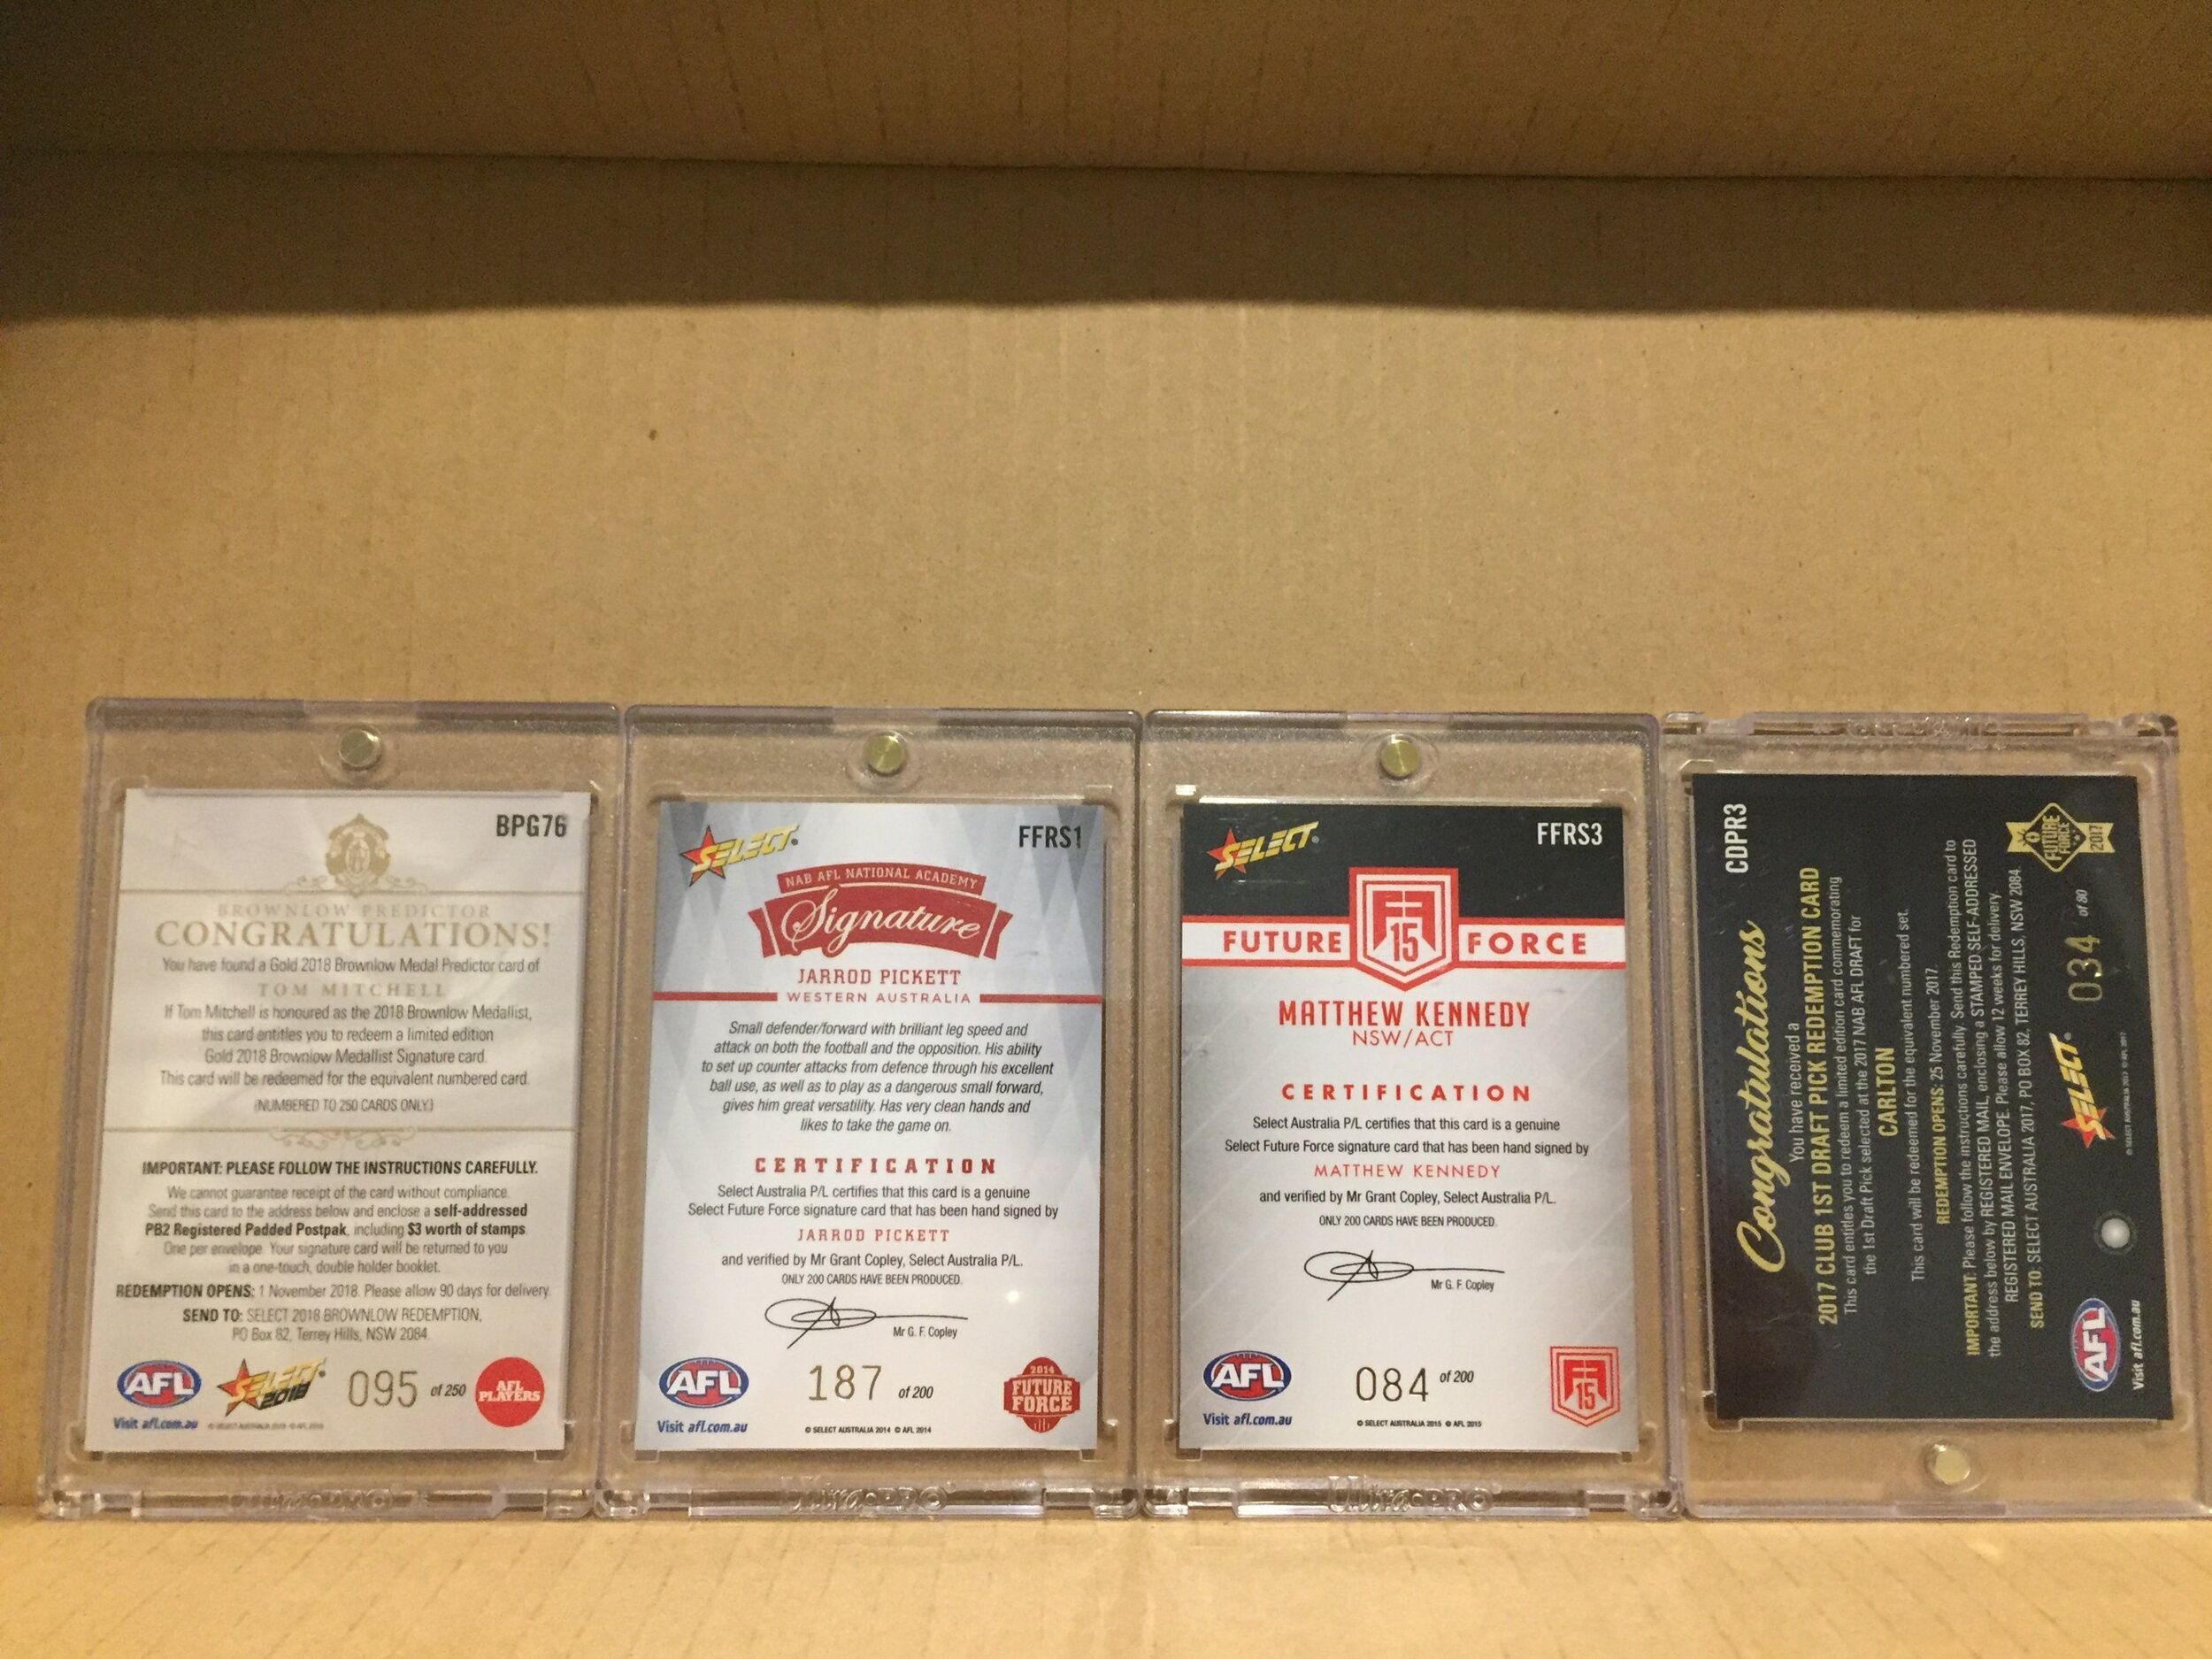 BPG76
BROWNLOW PREDICTOR
CONGRATULATIONS!
You have found a Gold 2018 Brownlow Medal Predictor card of
TOM MITCHELL
If Tom Mitchell is honoured as the 2018 Brownlow Medallist,
this card entitles you to redeem a limited edition
Gold 2018 Brownlow Medallist Signature card.
This card will be redeemed for the equivalent numbered card.
(NUMBERED TO 250 CARDS ONLY)
IMPORTANT: PLEASE FOLLOW THE INSTRUCTIONS CAREFULLY.
We cannot guarantee receipt of the card without compliance.
Send this card to the address below and enclose a self-addressed
PB2 Registered Padded Postpak, including $3 worth of stamps.
One per envelope. Your signature card will be returned to you
in a one-touch, double holder booklet.
REDEMPTION OPENS: 1 November 2018. Please allow 90 days for delivery.
SEND TO: SELECT 2018 BROWNLOW REDEMPTION,
PO Box 82, Terrey Hills, NSW 2084.
AFL
SELECT 2018
095 of 250
AFL PLAYERS
Visit afl.com.au
Ultra PRO
SELECT
FFRS1
NAB AFL NATIONAL ACADEMY
Signature
JARROD PICKETT
WESTERN AUSTRALIA
Small defender/forward with brilliant leg speed and
attack on both the football and the opposition. His ability
to set up counter attacks from defence through his excellent
ball use, as well as to play as a dangerous small forward,
gives him great versatility. Has very clean hands and
likes to take the game on.
CERTIFICATION
Select Australia P/L certifies that this card is a genuine
Select Future Force signature card that has been hand signed by
JARROD PICKETT
and verified by Mr Grant Copley, Select Australia P/L.
ONLY 200 CARDS HAVE BEEN PRODUCED.
Mr G. F. Copley
AFL
187 of 200
2014
FUTURE
FORCE
Visit afl.com.au
© SELECT AUSTRALIA 2014 © AFL 2014
Ultra PRO
SELECT
FFRS3
FUTURE 15 FORCE
MATTHEW KENNEDY
NSW/ACT
CERTIFICATION
Select Australia P/L certifies that this card is a genuine
Select Future Force signature card that has been hand signed by
MATTHEW KENNEDY
and verified by Mr Grant Copley, Select Australia P/L.
ONLY 200 CARDS HAVE BEEN PRODUCED.
Mr G. F. Copley
AFL
084 of 200
15
Visit afl.com.au
© SELECT AUSTRALIA 2015 © AFL 2015
Ultra PRO
CDPR3
Congratulations
You have received a
2017 CLUB 1ST DRAFT PICK REDEMPTION CARD
This card entitles you to redeem a limited edition card commemorating
the 1st Draft Pick selected at the 2017 NAB AFL DRAFT for
CARLTON
This card will be redeemed for the equivalent numbered set.
REDEMPTION OPENS: 25 November 2017.
IMPORTANT: Please follow the instructions carefully. Send this Redemption card to
the address below by REGISTERED MAIL, enclosing a STAMPED SELF-ADDRESSED
REGISTERED MAIL ENVELOPE. Please allow 12 weeks for delivery.
SEND TO: SELECT AUSTRALIA 2017, PO BOX 82, TERREY HILLS, NSW 2084.
AFL
Visit afl.com.au
SELECT
034 of 80
FUTURE
FORCE
2017